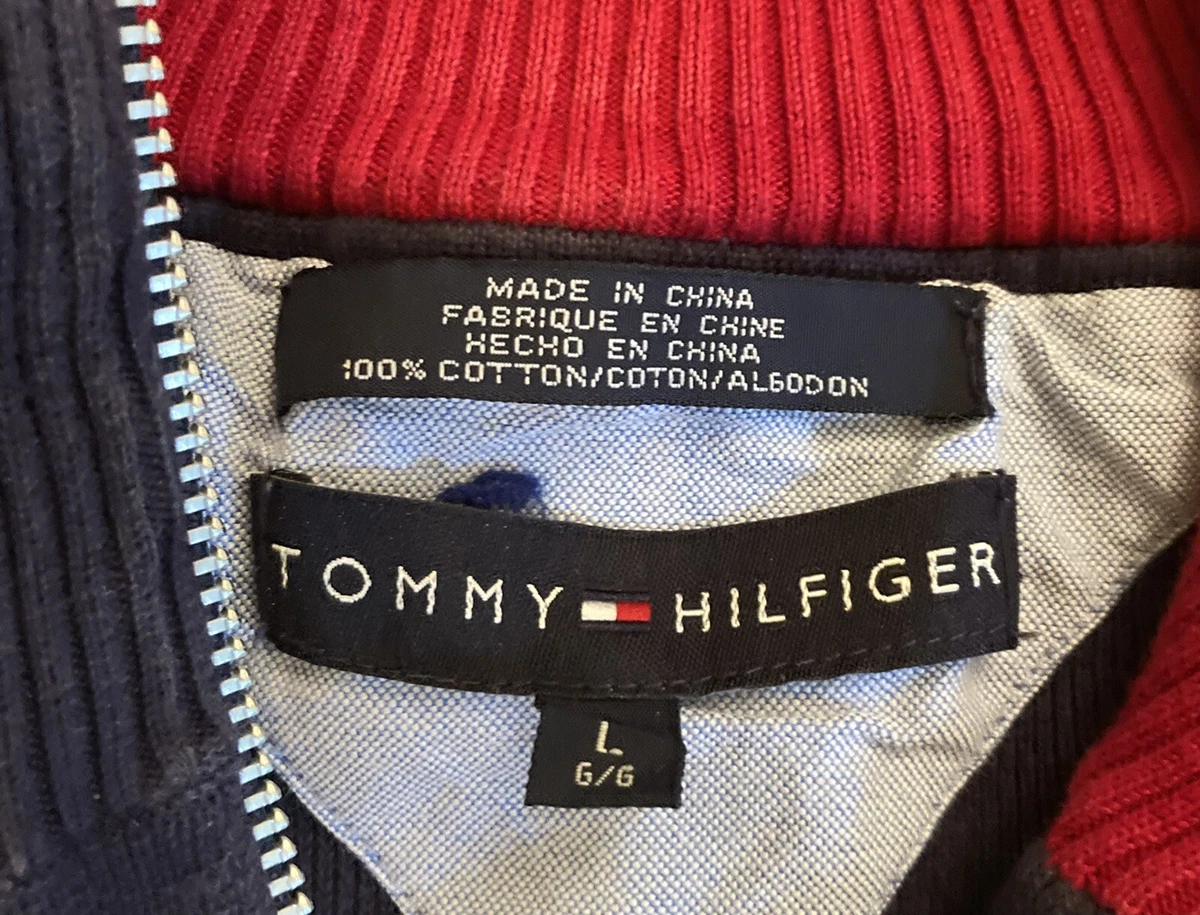 MADE IN CHINA
FABRIQUE EN CHINE
HECHO EN CHINA
100% COTTON/COTON/ALGODON
TOMMY HILFIGER
L
G/G